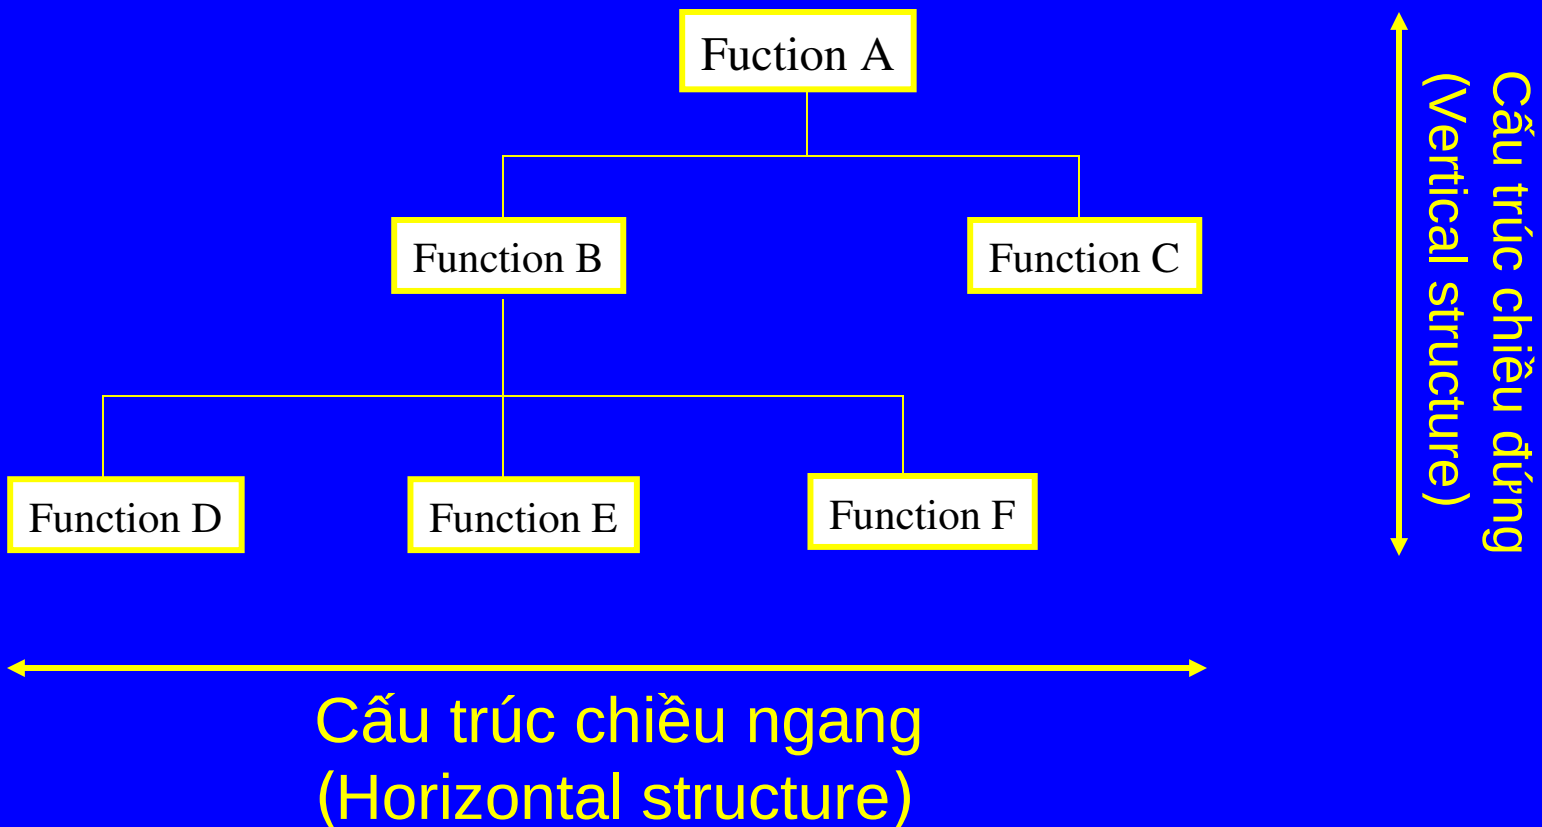 Fuction A
Function B
Function C
Function D
Function E
Function F
Cấu trúc chiều đứng
(Vertical structure)
Cấu trúc chiều ngang
(Horizontal structure)